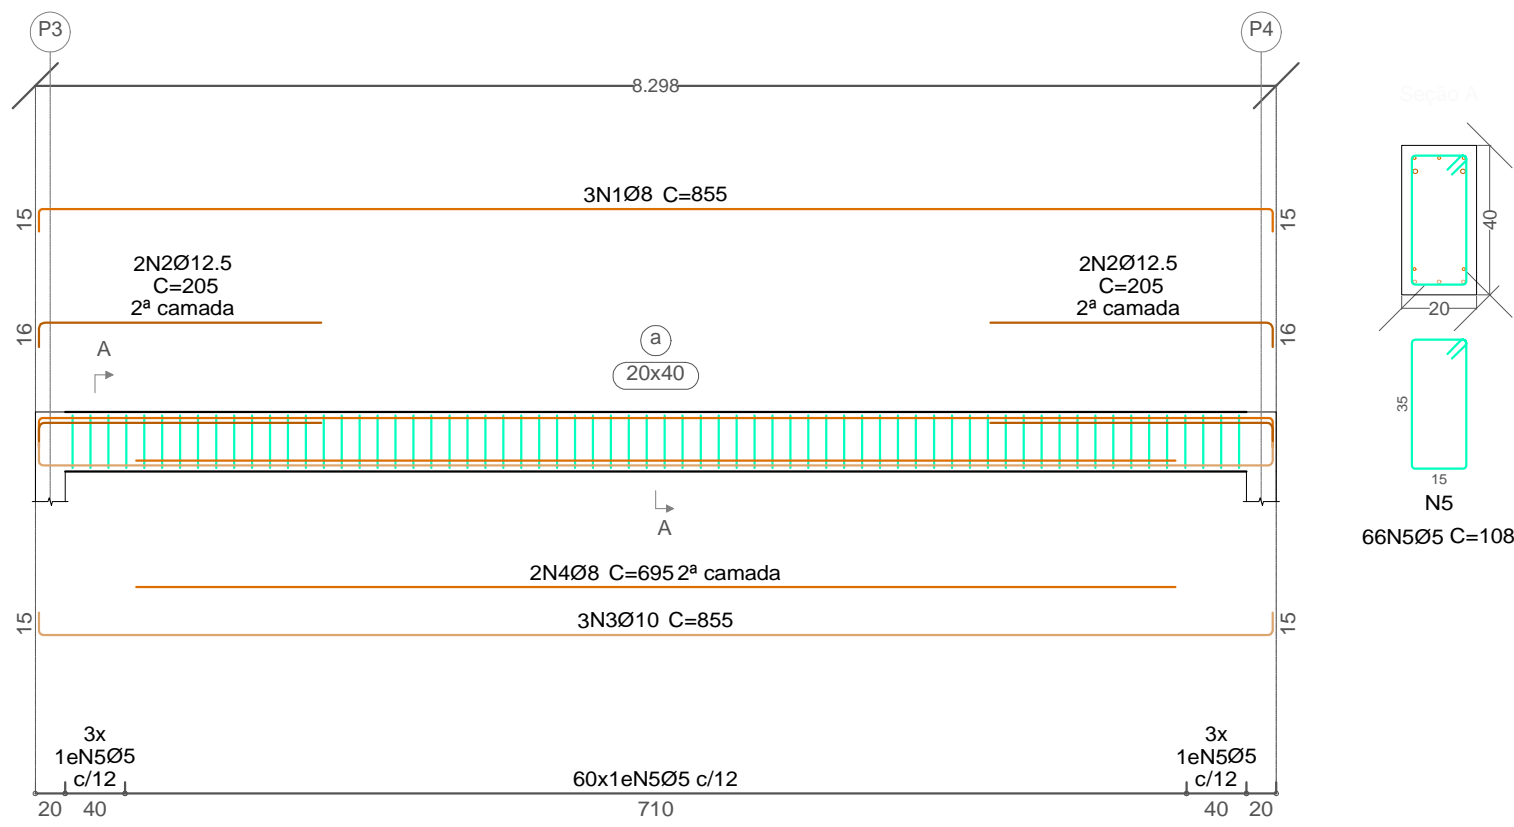 P3
P4
8.298
Seção A
3N1Ø8 C=855
15
15
2N2Ø12.5
C=205
2ª camada
2N2Ø12.5
C=205
2ª camada
16
16
40
20
A
a
20x40
35
15
N5
66N5Ø5 C=108
A
2N4Ø8 C=695 2ª camada
3N3Ø10 C=855
15
15
3x
1eN5Ø5
c/12
60x1eN5Ø5 c/12
3x
1eN5Ø5
c/12
20
40
710
40
20